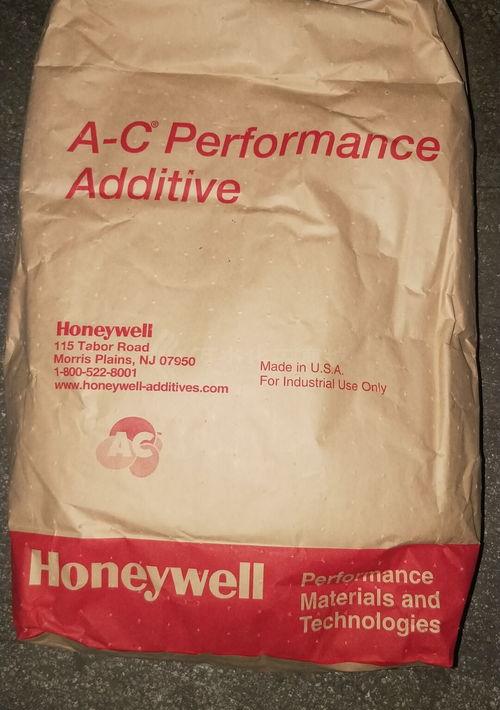 A-C® Performance
Additive
Honeywell
115 Tabor Road
Morris Plains, NJ 07950
1-800-522-8001
www.honeywell-additives.com
Made in U.S.A.
For Industrial Use Only
AC™
Honeywell
Performance
Materials and
Technologies